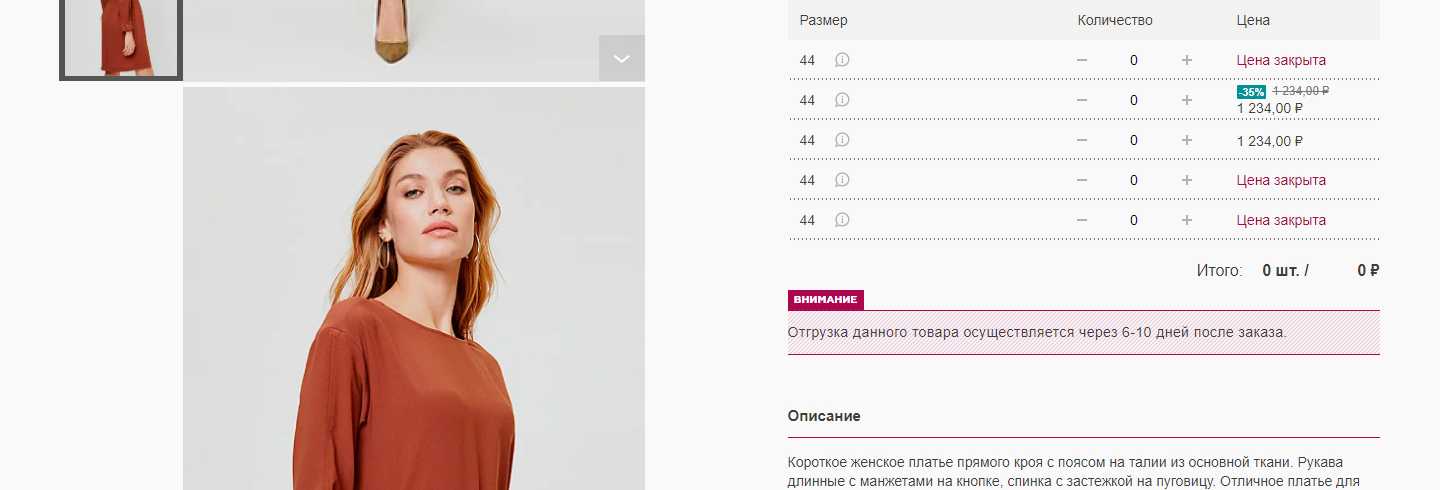 Размер Количество Цена
44 0 Цена закрыта
-35% 1 234,00 ₽
44 0 1 234,00 ₽
44 0 1 234,00 ₽
44 0 Цена закрыта
44 0 Цена закрыта
Итого: 0 шт. / 0 ₽
ВНИМАНИЕ
Отгрузка данного товара осуществляется через 6-10 дней после заказа.
Описание
Короткое женское платье прямого кроя с поясом на талии из основной ткани. Рукава
длинные с манжетами на кнопке, спинка с застежкой на пуговицу. Отличное платье для